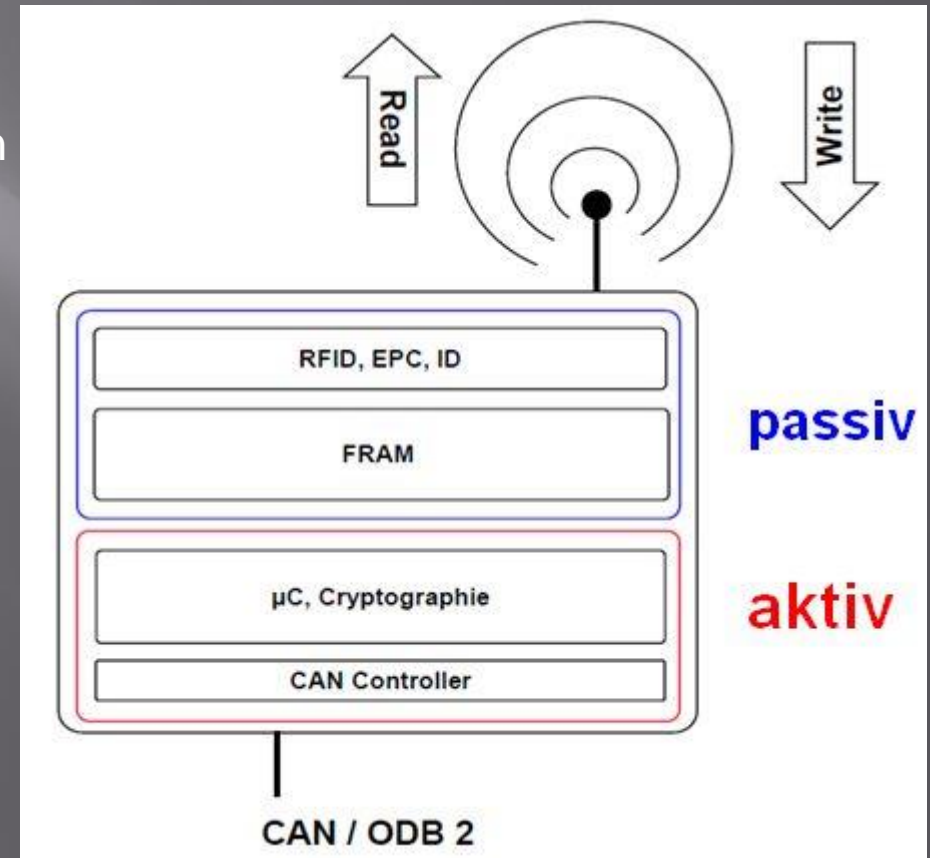 Read
Write
RFID, EPC, ID
FRAM
passiv
µC, Cryptographie
aktiv
CAN Controller
CAN / ODB 2